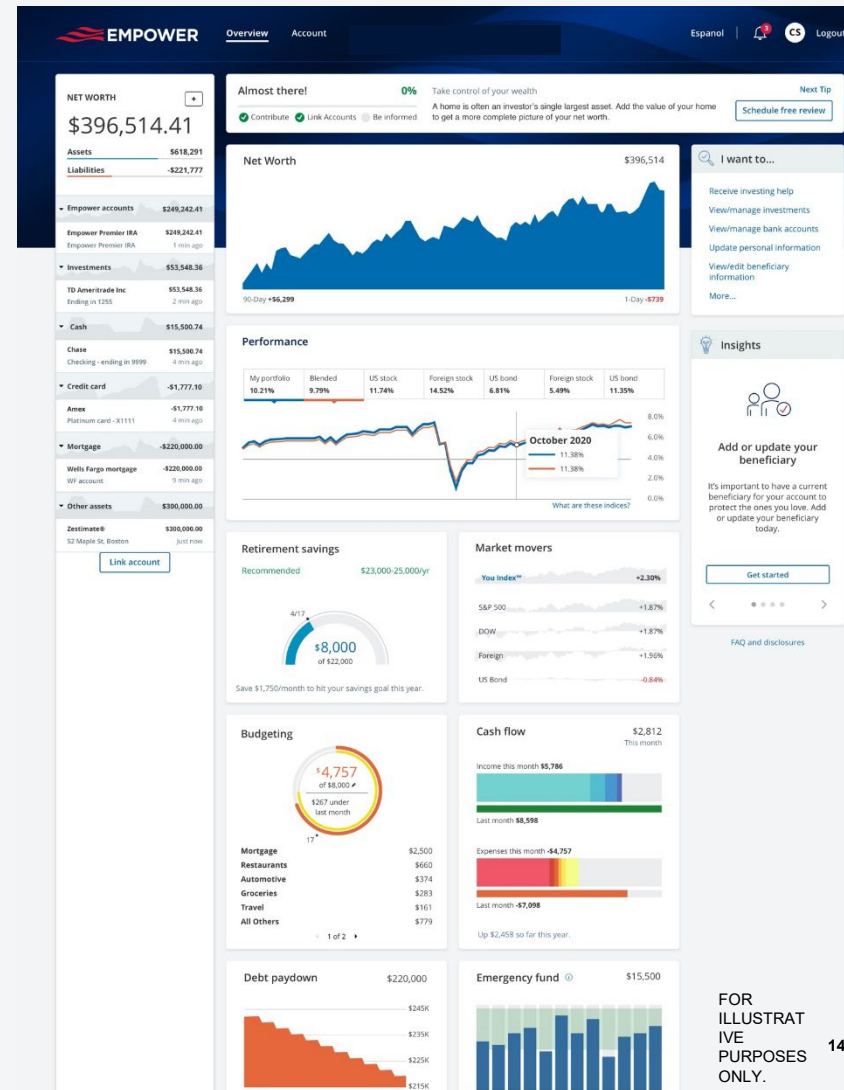 EMPOWER
Overview Account
Espanol | 3 CS Logout
NET WORTH +
$396,514.41
Assets $618,291
Liabilities -$221,777
Empower accounts $249,242.41
Empower Premier IRA $249,242.41
Empower Premier IRA 1 min ago
Investments $53,548.36
TD Ameritrade Inc $53,548.36
Ending in 1255 2 min ago
Cash $15,500.74
Chase $15,500.74
Checking - ending in 9999 4 min ago
Credit card -$1,777.10
Amex -$1,777.10
Platinum card - X1111 4 min ago
Mortgage -$220,000.00
Wells Fargo mortgage -$220,000.00
WF account 9 min ago
Other assets $300,000.00
Zestimate® $300,000.00
52 Maple St, Boston Just now
Link account
Almost there! 0%
Contribute Link Accounts Be informed
Take control of your wealth
A home is often an investor's single largest asset. Add the value of your home
to get a more complete picture of your net worth.
Next Tip
Schedule free review
Net Worth $396,514
90-Day +$6,299 1-Day -$739
Performance
My portfolio Blended US stock Foreign stock US bond Foreign stock US bond
10.21% 9.79% 11.74% 14.52% 6.81% 5.49% 11.35%
8.0%
6.0%
4.0%
2.0%
0.0%
October 2020
11.38%
11.38%
What are these indices?
Retirement savings
Recommended $23,000-25,000/yr
4/17
$8,000
of $22,000
Save $1,750/month to hit your savings goal this year.
Market movers
You Index℠ +2.30%
S&P 500 +1.87%
DOW +1.87%
Foreign +1.96%
US Bond -0.84%
Budgeting
$4,757
of $8,000
$267 under
last month
17
Mortgage $2,500
Restaurants $660
Automotive $374
Groceries $283
Travel $161
All Others $779
1 of 2
Cash flow $2,812
This month
Income this month $5,786
Last month $8,598
Expenses this month -$4,757
Last month -$7,098
Up $2,458 so far this year.
Debt paydown $220,000
$245K
$235K
$225K
$215K
Emergency fund $15,500
I want to...
Receive investing help
View/manage investments
View/manage bank accounts
Update personal information
View/edit beneficiary
information
More...
Insights
Add or update your
beneficiary
It's important to have a current
beneficiary for your account to
protect the ones you love. Add
or update your beneficiary
today.
Get started
FAQ and disclosures
FOR
ILLUSTRAT
IVE
PURPOSES
ONLY.
14